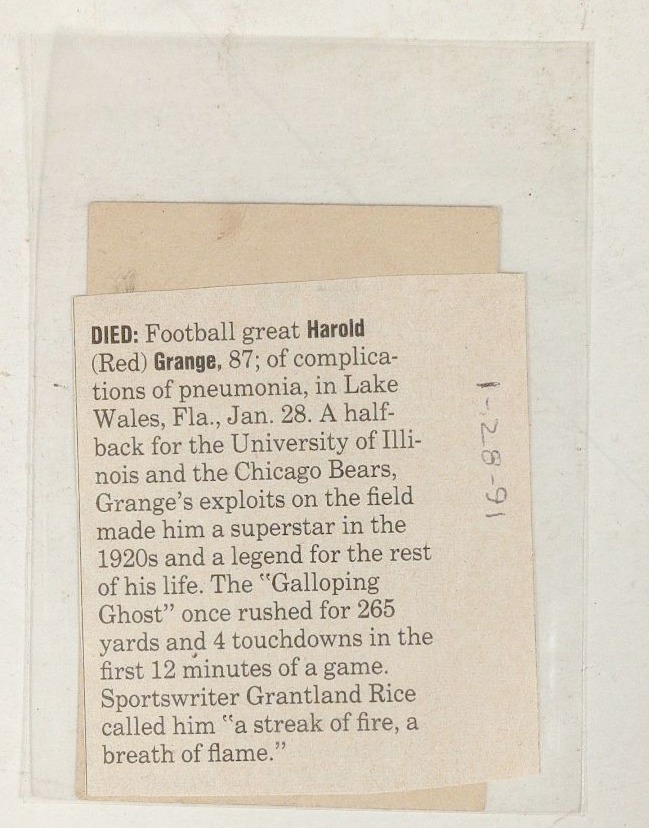 DIED: Football great Harold
(Red) Grange, 87; of complica-
tions of pneumonia, in Lake
Wales, Fla., Jan. 28. A half-
back for the University of Illi-
nois and the Chicago Bears,
Grange's exploits on the field
made him a superstar in the
1920s and a legend for the rest
of his life. The "Galloping
Ghost" once rushed for 265
yards and 4 touchdowns in the
first 12 minutes of a game.
Sportswriter Grantland Rice
called him "a streak of fire, a
breath of flame."
1-28-91